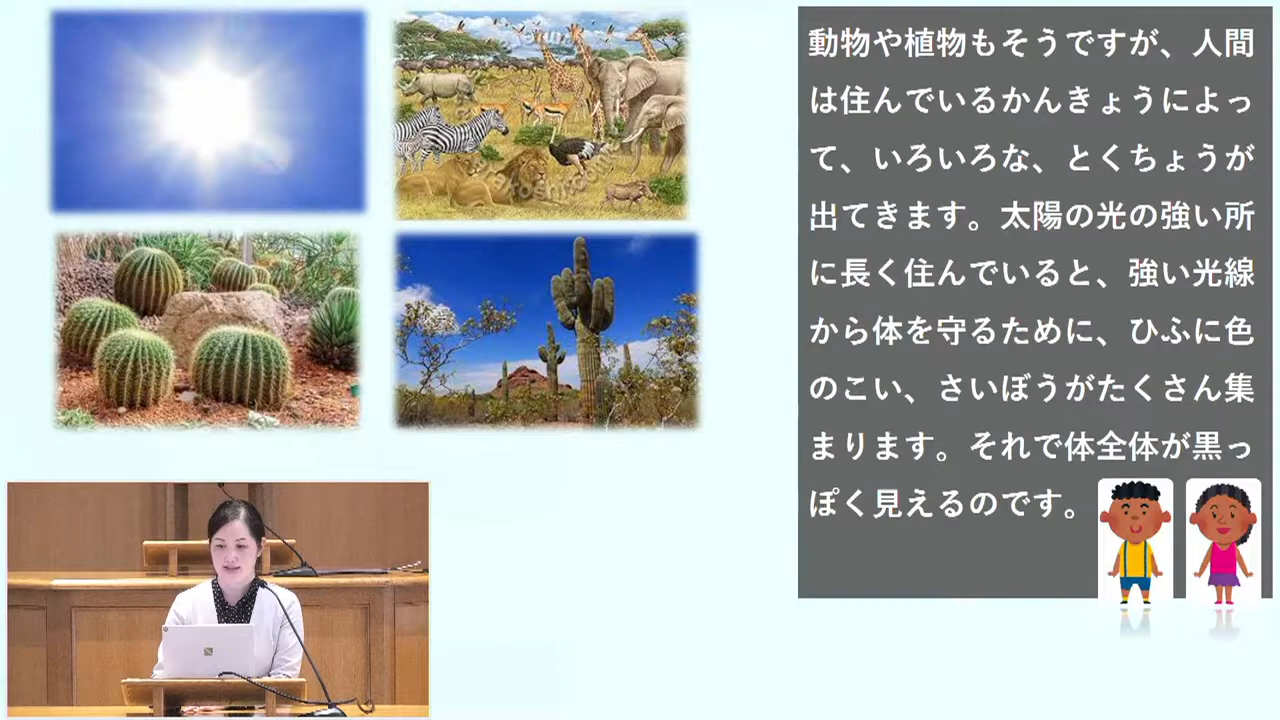 動物や植物もそうですが、人間
は住んでいるかんきょうによっ
て、いろいろな、とくちょうが
出てきます。太陽の光の強い所
に長く住んでいると、強い光線
から体を守るために、ひふに色
のこい、さいぼうがたくさん集
まります。それで体全体が黒っ
ぽく見えるのです。